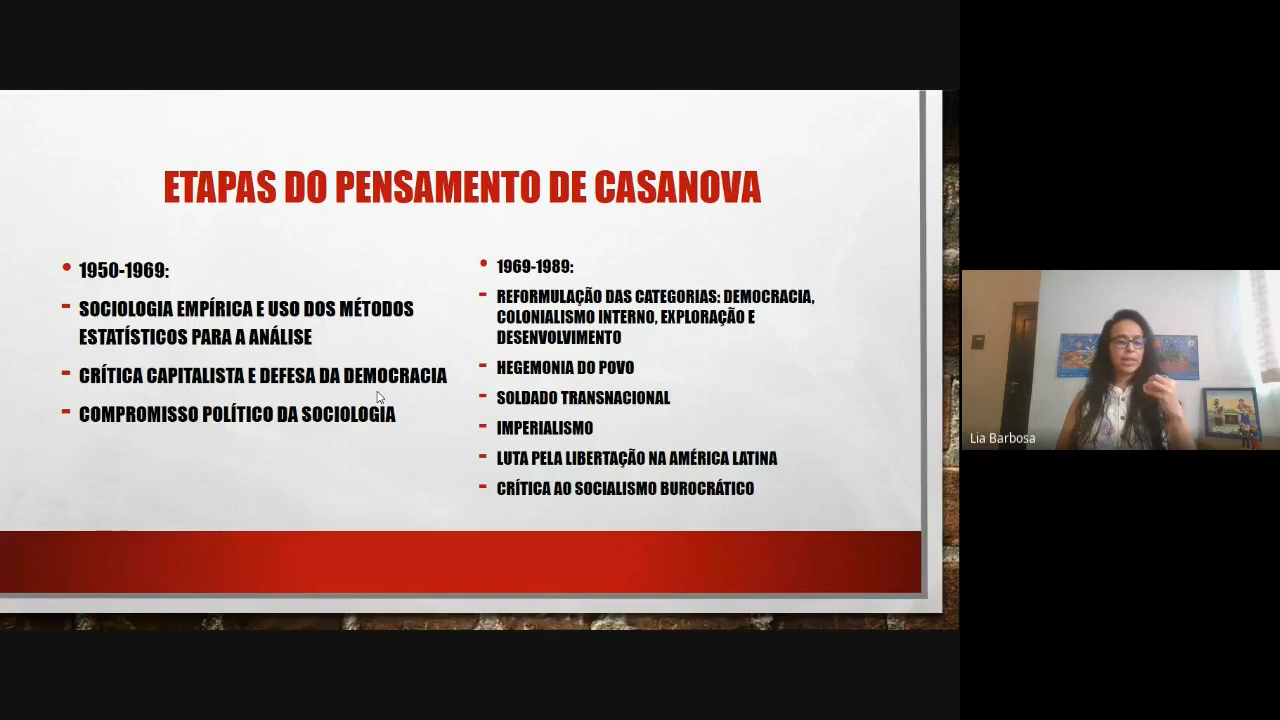 ETAPAS DO PENSAMENTO DE CASANOVA
• 1950-1969:
- SOCIOLOGIA EMPÍRICA E USO DOS MÉTODOS
ESTATÍSTICOS PARA A ANÁLISE
- CRÍTICA CAPITALISTA E DEFESA DA DEMOCRACIA
- COMPROMISSO POLÍTICO DA SOCIOLOGIA
• 1969-1989:
- REFORMULAÇÃO DAS CATEGORIAS: DEMOCRACIA,
COLONIALISMO INTERNO, EXPLORAÇÃO E
DESENVOLVIMENTO
- HEGEMONIA DO POVO
- SOLDADO TRANSNACIONAL
- IMPERIALISMO
- LUTA PELA LIBERTAÇÃO NA AMÉRICA LATINA
- CRÍTICA AO SOCIALISMO BUROCRÁTICO
Lia Barbosa